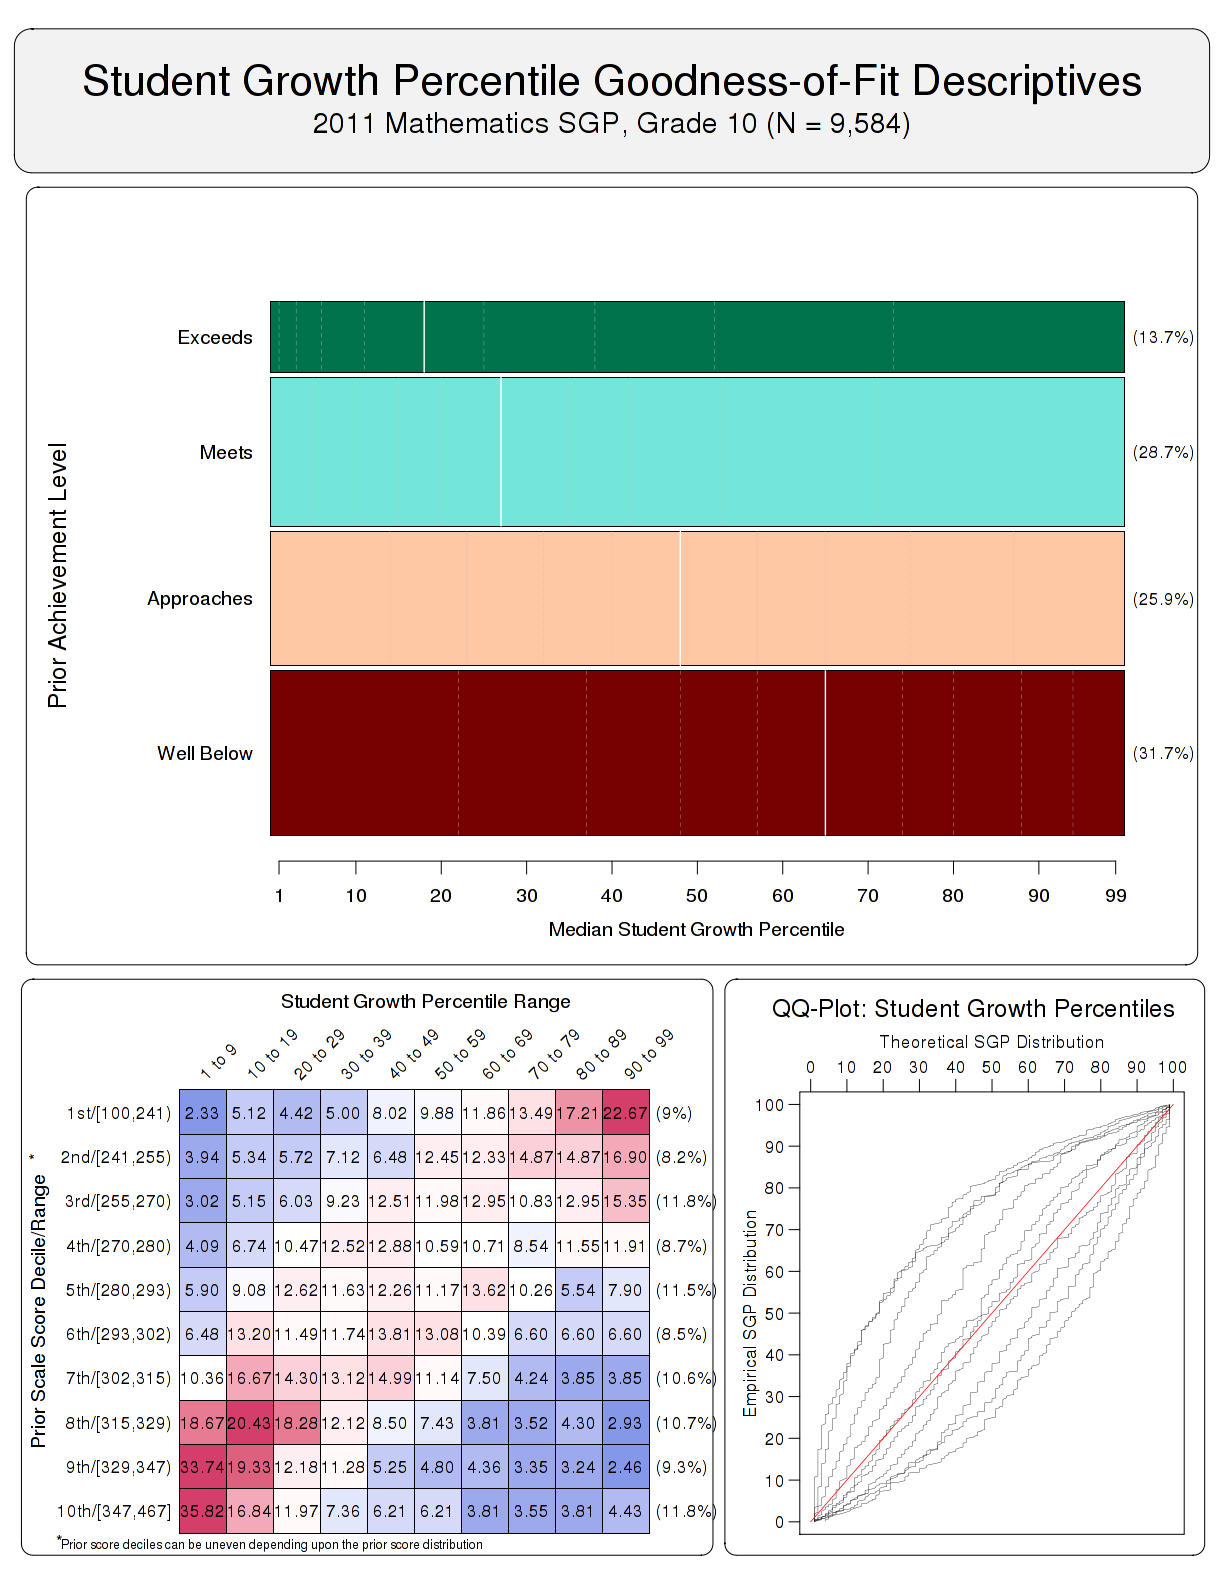 Student Growth Percentile Goodness-of-Fit Descriptives
2011 Mathematics SGP, Grade 10 (N = 9,584)
Prior Achievement Level
Exceeds (13.7%)
Meets (28.7%)
Approaches (25.9%)
Well Below (31.7%)
1 10 20 30 40 50 60 70 80 90 99
Median Student Growth Percentile
Student Growth Percentile Range
1 to 9 10 to 19 20 to 29 30 to 39 40 to 49 50 to 59 60 to 69 70 to 79 80 to 89 90 to 99
Prior Scale Score Decile/Range *
1st/[100,241) 2.33 5.12 4.42 5.00 8.02 9.88 11.86 13.49 17.21 22.67 (9%)
2nd/[241,255) 3.94 5.34 5.72 7.12 6.48 12.45 12.33 14.87 14.87 16.90 (8.2%)
3rd/[255,270) 3.02 5.15 6.03 9.23 12.51 11.98 12.95 10.83 12.95 15.35 (11.8%)
4th/[270,280) 4.09 6.74 10.47 12.52 12.88 10.59 10.71 8.54 11.55 11.91 (8.7%)
5th/[280,293) 5.90 9.08 12.62 11.63 12.26 11.17 13.62 10.26 5.54 7.90 (11.5%)
6th/[293,302) 6.48 13.20 11.49 11.74 13.81 13.08 10.39 6.60 6.60 6.60 (8.5%)
7th/[302,315) 10.36 16.67 14.30 13.12 14.99 11.14 7.50 4.24 3.85 3.85 (10.6%)
8th/[315,329) 18.67 20.43 18.28 12.12 8.50 7.43 3.81 3.52 4.30 2.93 (10.7%)
9th/[329,347) 33.74 19.33 12.18 11.28 5.25 4.80 4.36 3.35 3.24 2.46 (9.3%)
10th/[347,467] 35.82 16.84 11.97 7.36 6.21 6.21 3.81 3.55 3.81 4.43 (11.8%)
*Prior score deciles can be uneven depending upon the prior score distribution
QQ-Plot: Student Growth Percentiles
Theoretical SGP Distribution
0 10 20 30 40 50 60 70 80 90 100
Empirical SGP Distribution
100
90
80
70
60
50
40
30
20
10
0